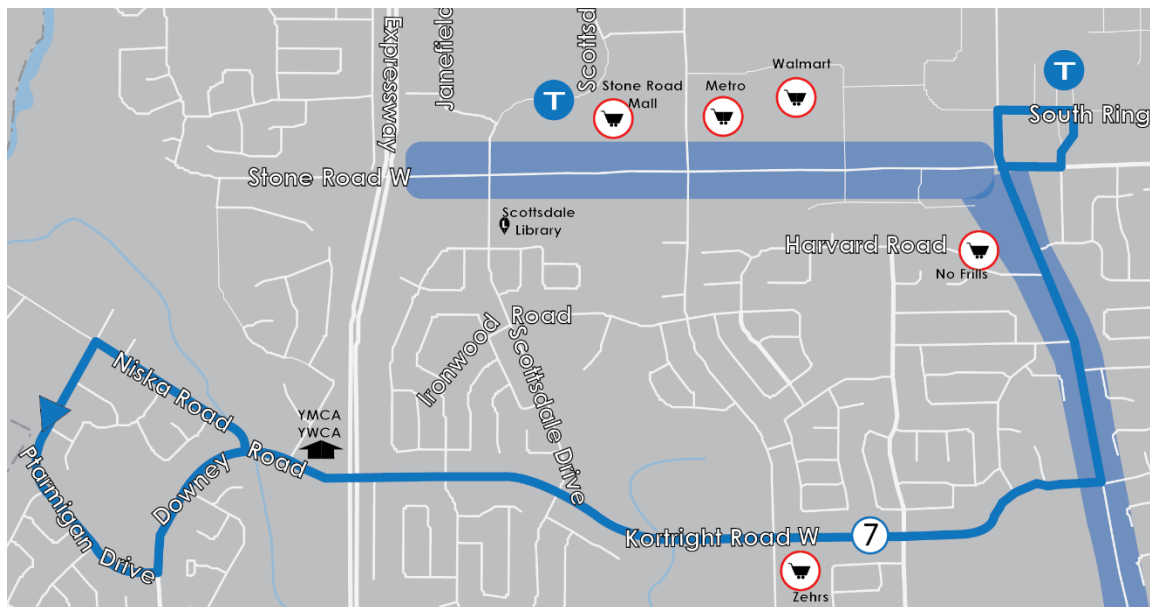 Expressway
Janefield
Scottsd
T
Stone Road
Mall
Metro
Walmart
T
South Ring
Stone Road W
Scottsdale
Library
L
Harvard Road
No Frills
Ironwood
Road
Scottsdale Drive
Niska Road
YMCA
YWCA
Downey
Road
Ptarmigan Drive
Kortright Road W
7
Zehrs